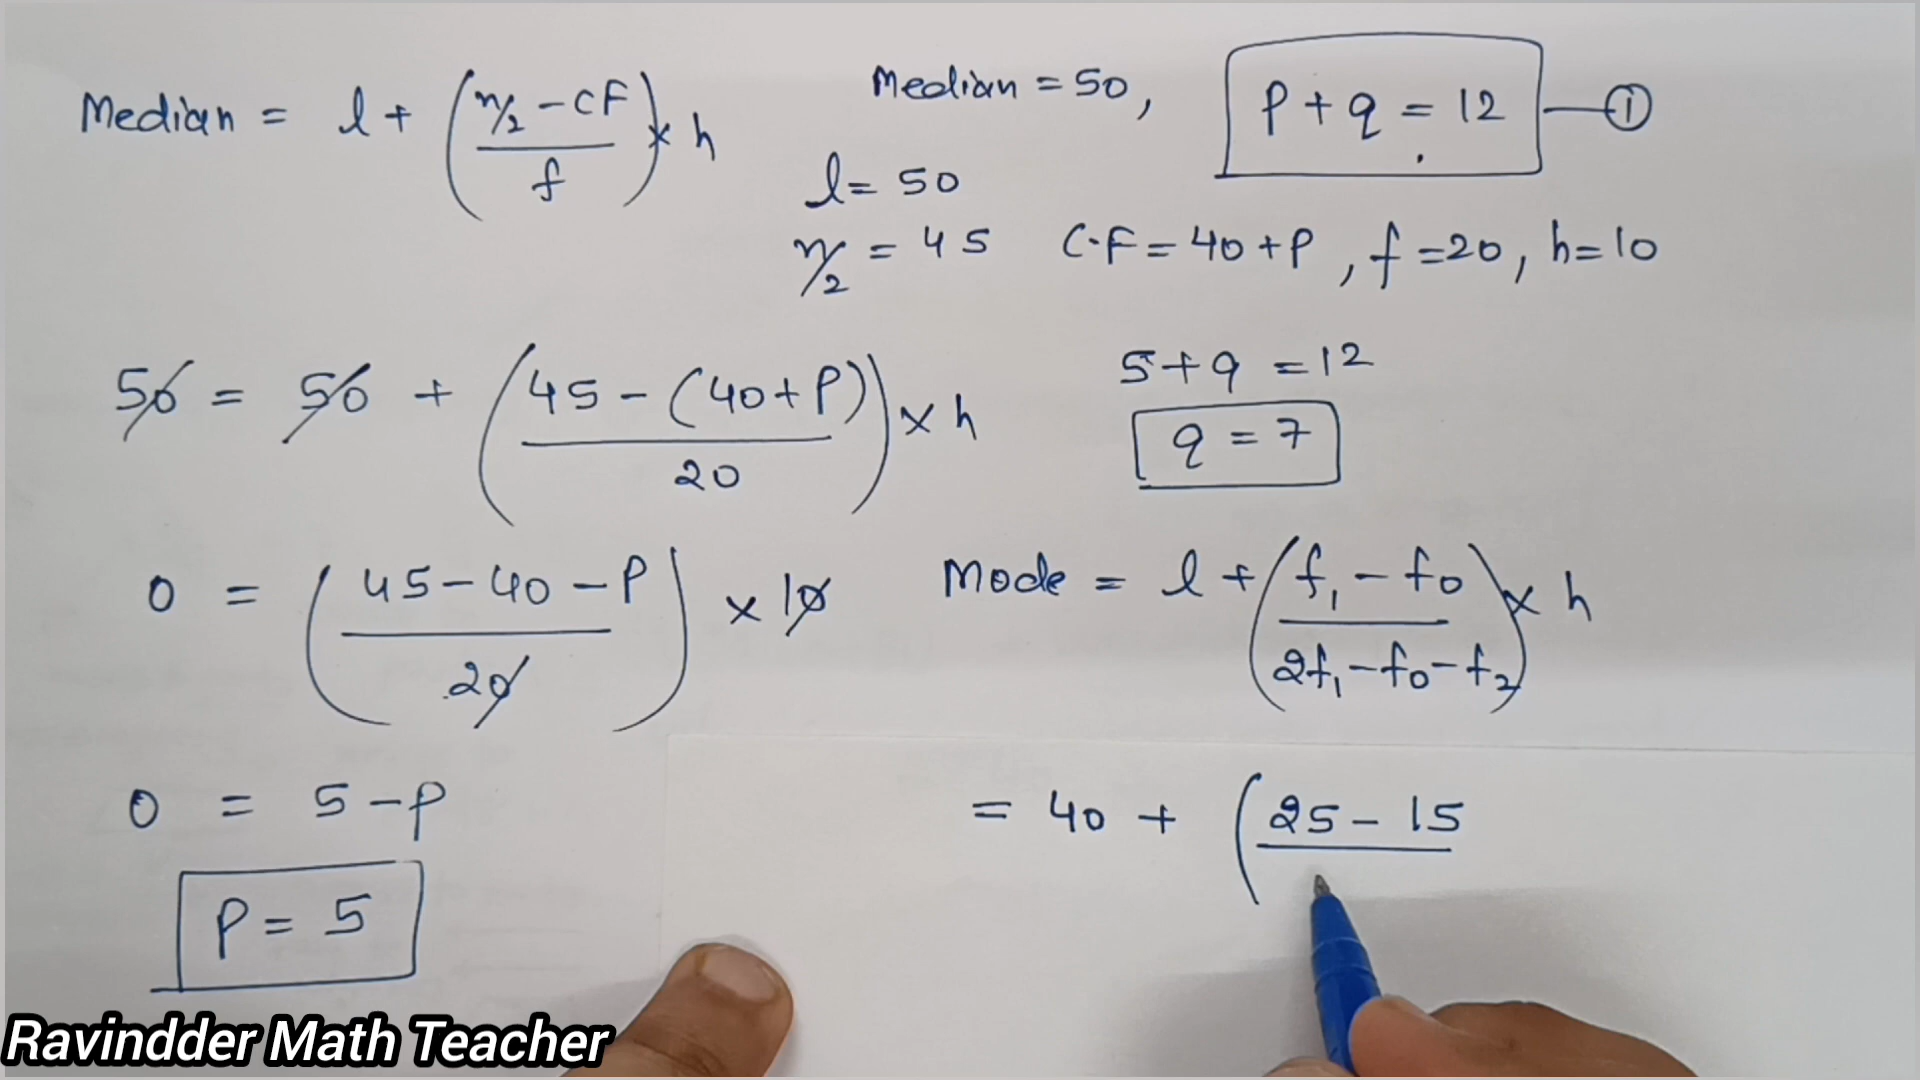 Median = l + (n/2 - CF / f) × h
Median = 50, P + q = 12 — ①
l = 50
n/2 = 45 C.F = 40 + P, f = 20, h = 10
50 = 50 + (45 - (40 + P) / 20) × h
5 + q = 12
q = 7
0 = (45 - 40 - P / 20) × 10
Mode = l + (f₁ - f₀ / 2f₁ - f₀ - f₂) × h
0 = 5 - P
= 40 + (25 - 15
P = 5
Ravindder Math Teacher